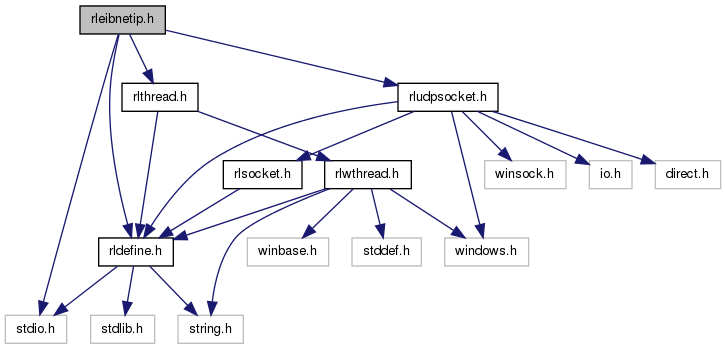 rleibnetip.h
rlthread.h
rludpsocket.h
rlsocket.h
rlwthread.h
winsock.h
io.h
direct.h
rldefine.h
winbase.h
stddef.h
windows.h
stdio.h
stdlib.h
string.h